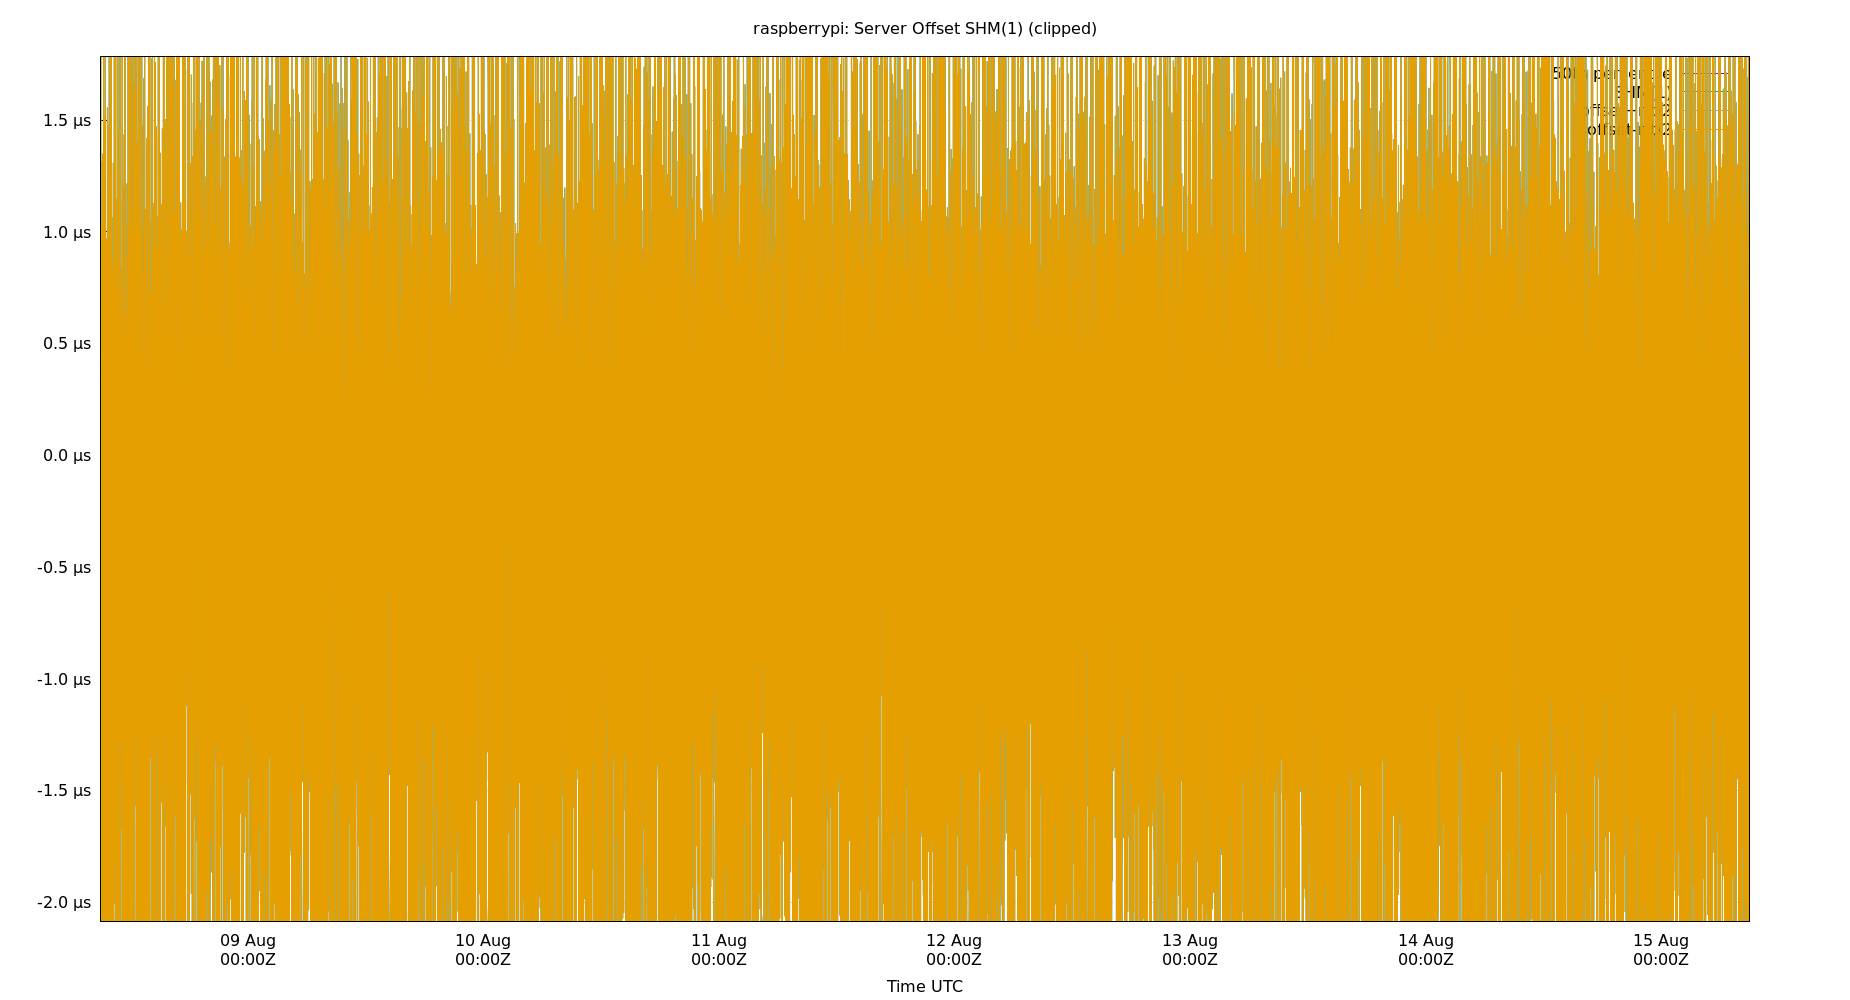 raspberrypi: Server Offset SHM(1) (clipped)
1.5 µs
1.0 µs
0.5 µs
0.0 µs
-0.5 µs
-1.0 µs
-1.5 µs
-2.0 µs
09 Aug 10 Aug 11 Aug 12 Aug 13 Aug 14 Aug 15 Aug
00:00Z 00:00Z 00:00Z 00:00Z 00:00Z 00:00Z 00:00Z
Time UTC